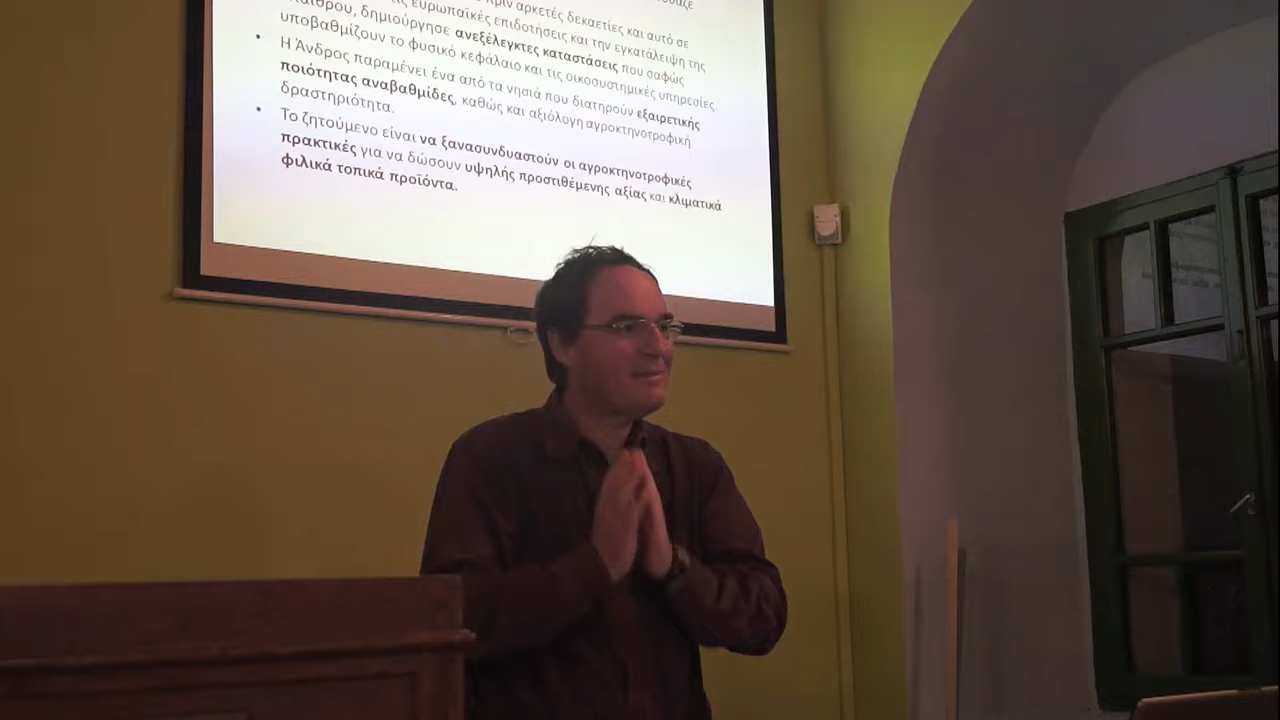 πριν αρκετές δεκαετίες και αυτό σε
ευρωπαϊκές επιδοτήσεις και την εγκατάλειψη της
υπαίθρου, δημιούργησε ανεξέλεγκτες καταστάσεις που σαφώς
υποβαθμίζουν το φυσικό κεφάλαιο και τις οικοσυστημικές υπηρεσίες.
• Η Άνδρος παραμένει ένα από τα νησιά που διατηρούν εξαιρετικής
ποιότητας αναβαθμίδες, καθώς και αξιόλογη αγροκτηνοτροφική
δραστηριότητα.
• Το ζητούμενο είναι να ξανασυνδυαστούν οι αγροκτηνοτροφικές
πρακτικές για να δώσουν υψηλής προστιθέμενης αξίας και κλιματικά
φιλικά τοπικά προϊόντα.